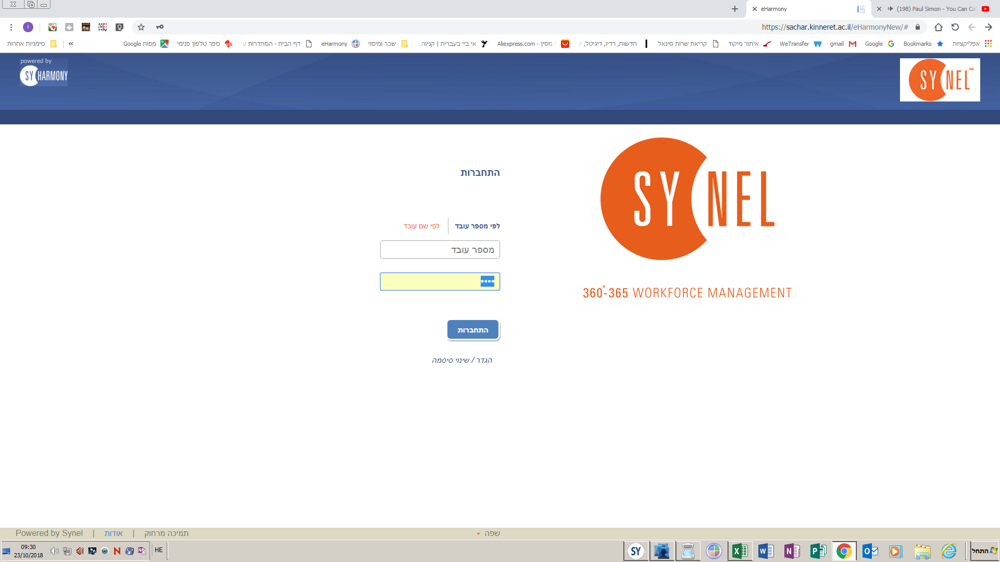 eHarmony
(198) Paul Simon - You Can Ca
https://sachar.kinneret.ac.il/eHarmonyNew/#
אפליקציות
Bookmarks
Google
gmail
WeTransfer
איתור מיקוד
קריאת שרות סינאל
חדשות, רדיו, דיגיטל,
Aliexpress.com - מסין
אי ביי בעברית | קניות
שכר ומיסוי
eHarmony
דף הבית - הסתדרות
ספר טלפון פנימי
מפות Google
סימניות אחרות
powered by
SY HARMONY
SYNEL™
SYNEL
360°-365 WORKFORCE MANAGEMENT
התחברות
לפי מספר עובד
לפי שם עובד
מספר עובד
••••
התחברות
הגדר / שינוי סיסמה
שפה
תמיכה מרחוק | אודות | Powered by Synel
התחל
SY
HE
09:30
23/10/2018